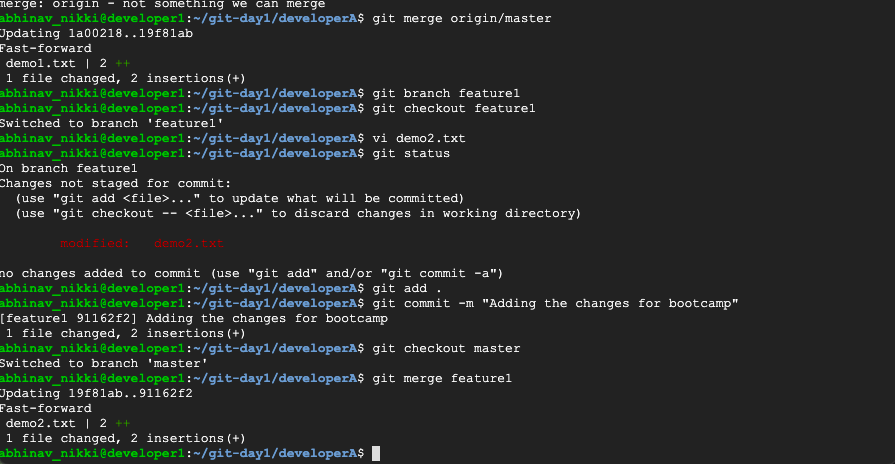 merge: origin - not something we can merge
abhinav_nikki@developer1:~/git-day1/developerA$ git merge origin/master
Updating 1a00218..19f81ab
Fast-forward
 demo1.txt | 2 ++
 1 file changed, 2 insertions(+)
abhinav_nikki@developer1:~/git-day1/developerA$ git branch feature1
abhinav_nikki@developer1:~/git-day1/developerA$ git checkout feature1
Switched to branch 'feature1'
abhinav_nikki@developer1:~/git-day1/developerA$ vi demo2.txt
abhinav_nikki@developer1:~/git-day1/developerA$ git status
On branch feature1
Changes not staged for commit:
  (use "git add <file>..." to update what will be committed)
  (use "git checkout -- <file>..." to discard changes in working directory)
        modified:   demo2.txt
no changes added to commit (use "git add" and/or "git commit -a")
abhinav_nikki@developer1:~/git-day1/developerA$ git add .
abhinav_nikki@developer1:~/git-day1/developerA$ git commit -m "Adding the changes for bootcamp"
[feature1 91162f2] Adding the changes for bootcamp
 1 file changed, 2 insertions(+)
abhinav_nikki@developer1:~/git-day1/developerA$ git checkout master
Switched to branch 'master'
abhinav_nikki@developer1:~/git-day1/developerA$ git merge feature1
Updating 19f81ab..91162f2
Fast-forward
 demo2.txt | 2 ++
 1 file changed, 2 insertions(+)
abhinav_nikki@developer1:~/git-day1/developerA$